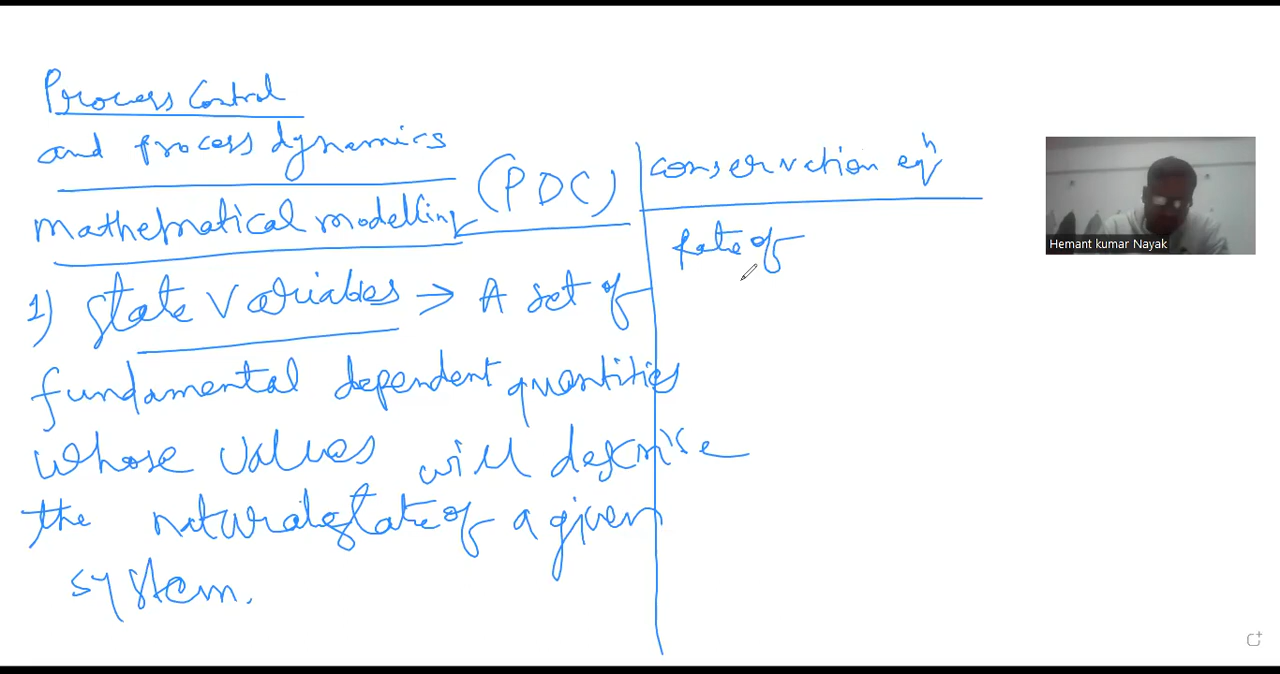 Process Control
and process dynamics
mathematical modelling (PDC)
1) State Variables → A set of
fundamental dependent quantities
whose values will describe
the natural state of a given
system.
conservation eqⁿ
Rate of
Hemant kumar Nayak